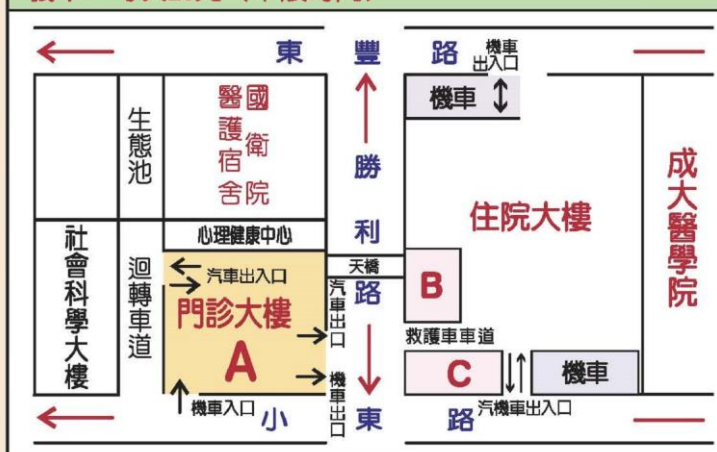 東豐路
機車
出入口
機車
生態池
國衛院
醫護宿舍
勝利路
住院大樓
成大醫學院
心理健康中心
天橋
社會科學大樓
迴轉車道
汽車出入口
門診大樓
A
汽車出口
B
救護車車道
C
機車
機車入口
機車出口
汽機車出入口
小東路